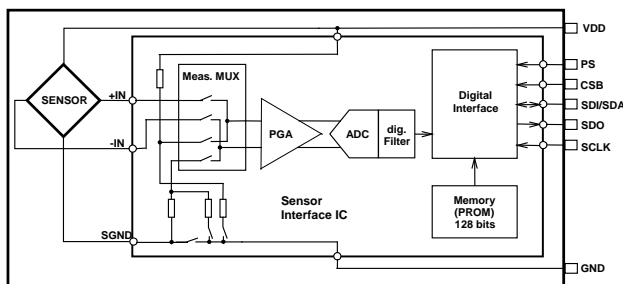 VDD
PS
CSB
SDI/SDA
SDO
SCLK
GND
SENSOR
+IN
-IN
SGND
Meas. MUX
PGA
ADC
dig.
Filter
Digital
Interface
Memory
(PROM)
128 bits
Sensor
Interface IC